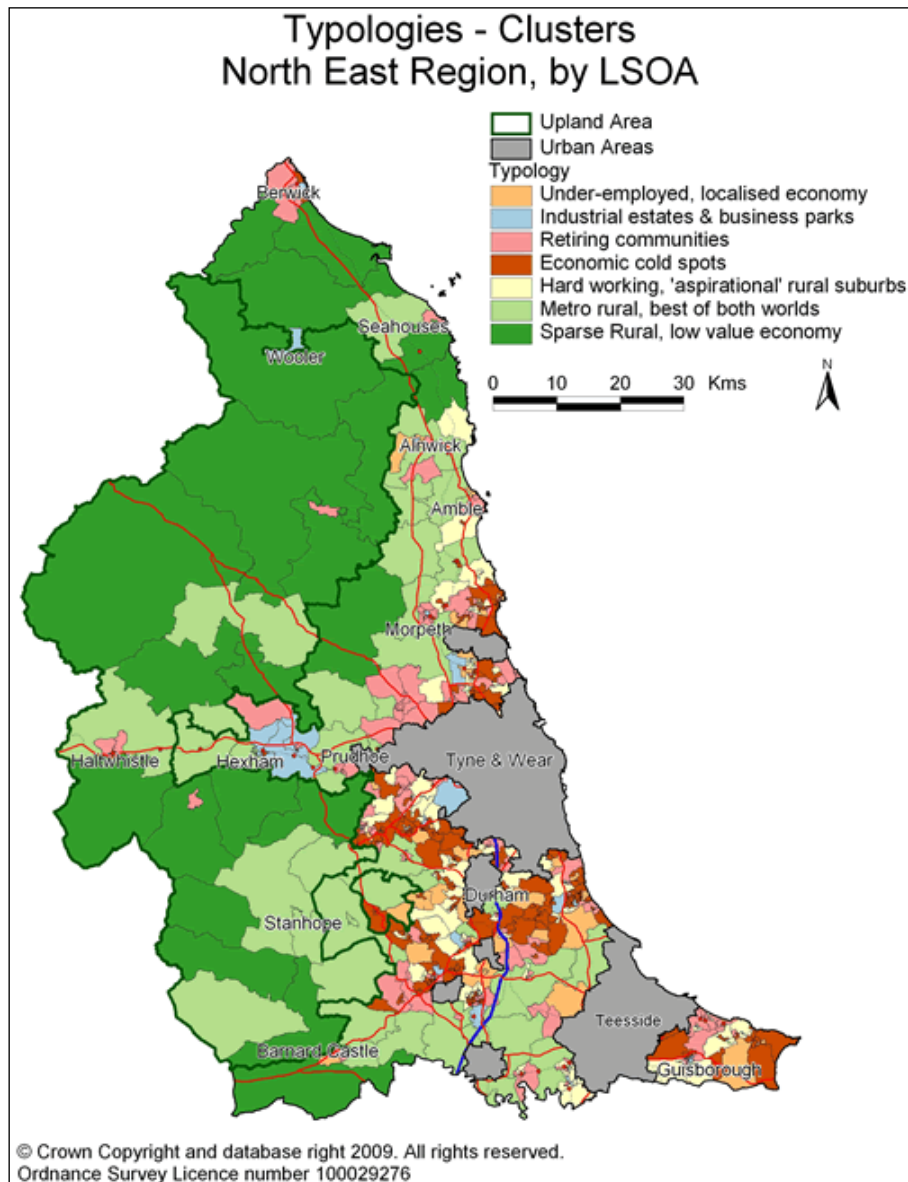 Typologies - Clusters
North East Region, by LSOA
Upland Area
Urban Areas
Typology
Under-employed, localised economy
Industrial estates & business parks
Retiring communities
Economic cold spots
Hard working, 'aspirational' rural suburbs
Metro rural, best of both worlds
Sparse Rural, low value economy
0 10 20 30 Kms
N
Berwick
Seahouses
Wooler
Alnwick
Amble
Morpeth
Haltwhistle
Hexham
Prudhoe
Tyne & Wear
Durham
Stanhope
Teesside
Barnard Castle
Guisborough
© Crown Copyright and database right 2009. All rights reserved.
Ordnance Survey Licence number 100029276